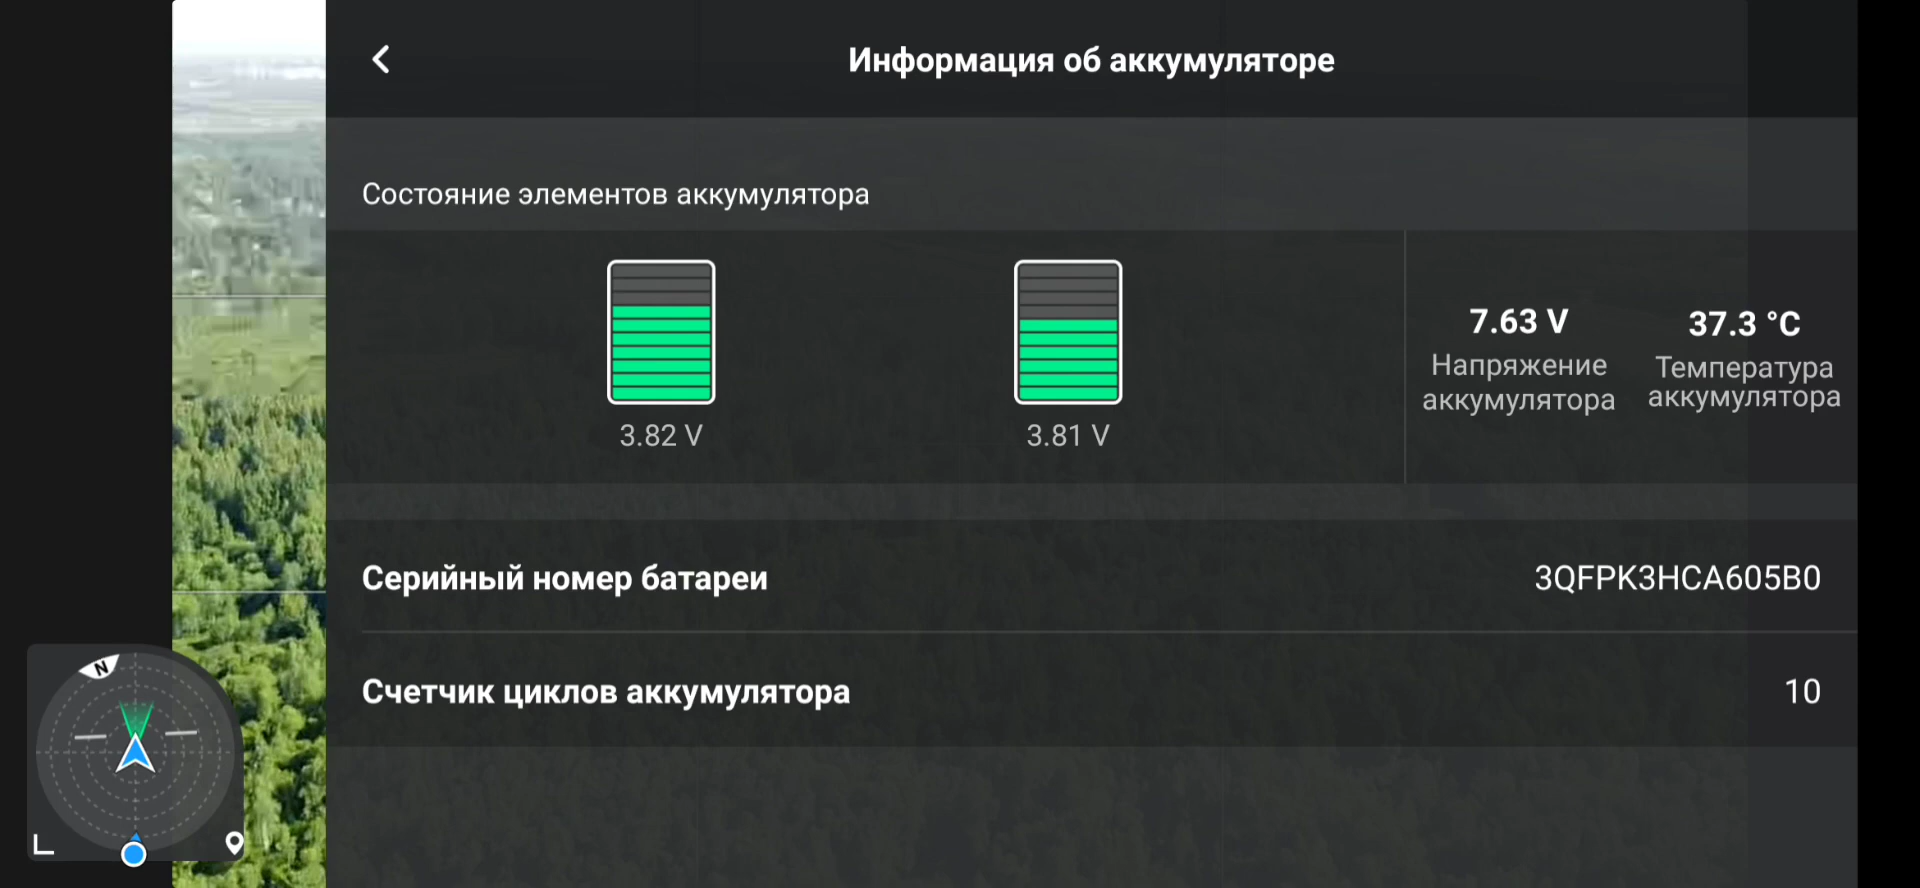 Информация об аккумуляторе
Состояние элементов аккумулятора
3.82 V
3.81 V
7.63 V
Напряжение
аккумулятора
37.3 °C
Температура
аккумулятора
Серийный номер батареи
3QFPK3HCA605B0
Счетчик циклов аккумулятора
10
N